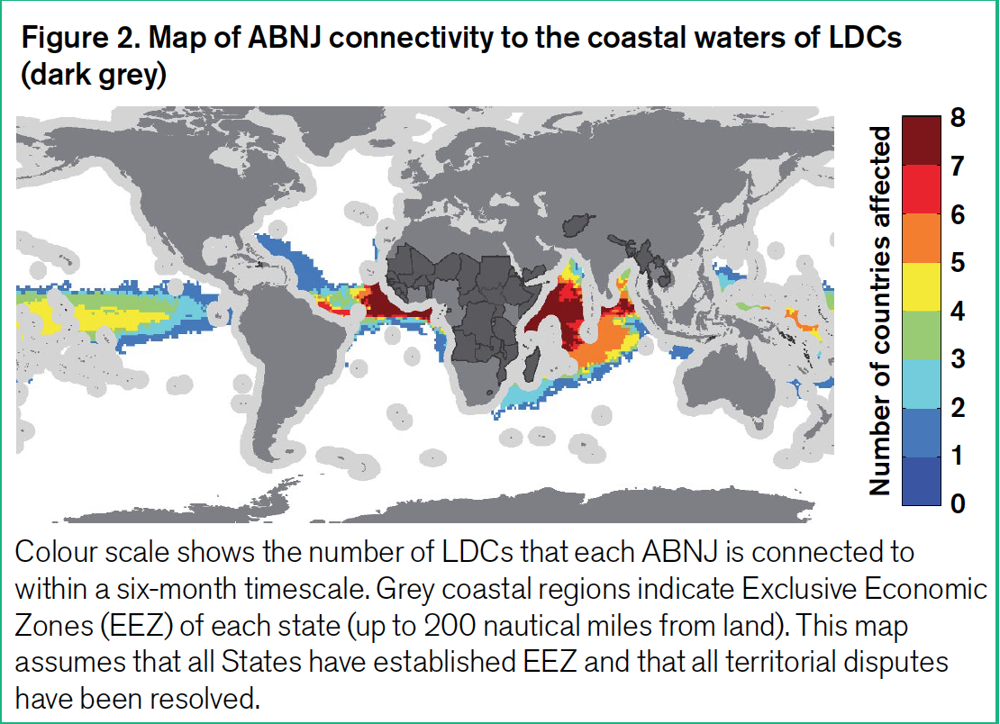 Figure 2. Map of ABNJ connectivity to the coastal waters of LDCs
(dark grey)
8
7
6
5
4
3
2
1
0
Number of countries affected
Colour scale shows the number of LDCs that each ABNJ is connected to
within a six-month timescale. Grey coastal regions indicate Exclusive Economic
Zones (EEZ) of each state (up to 200 nautical miles from land). This map
assumes that all States have established EEZ and that all territorial disputes
have been resolved.